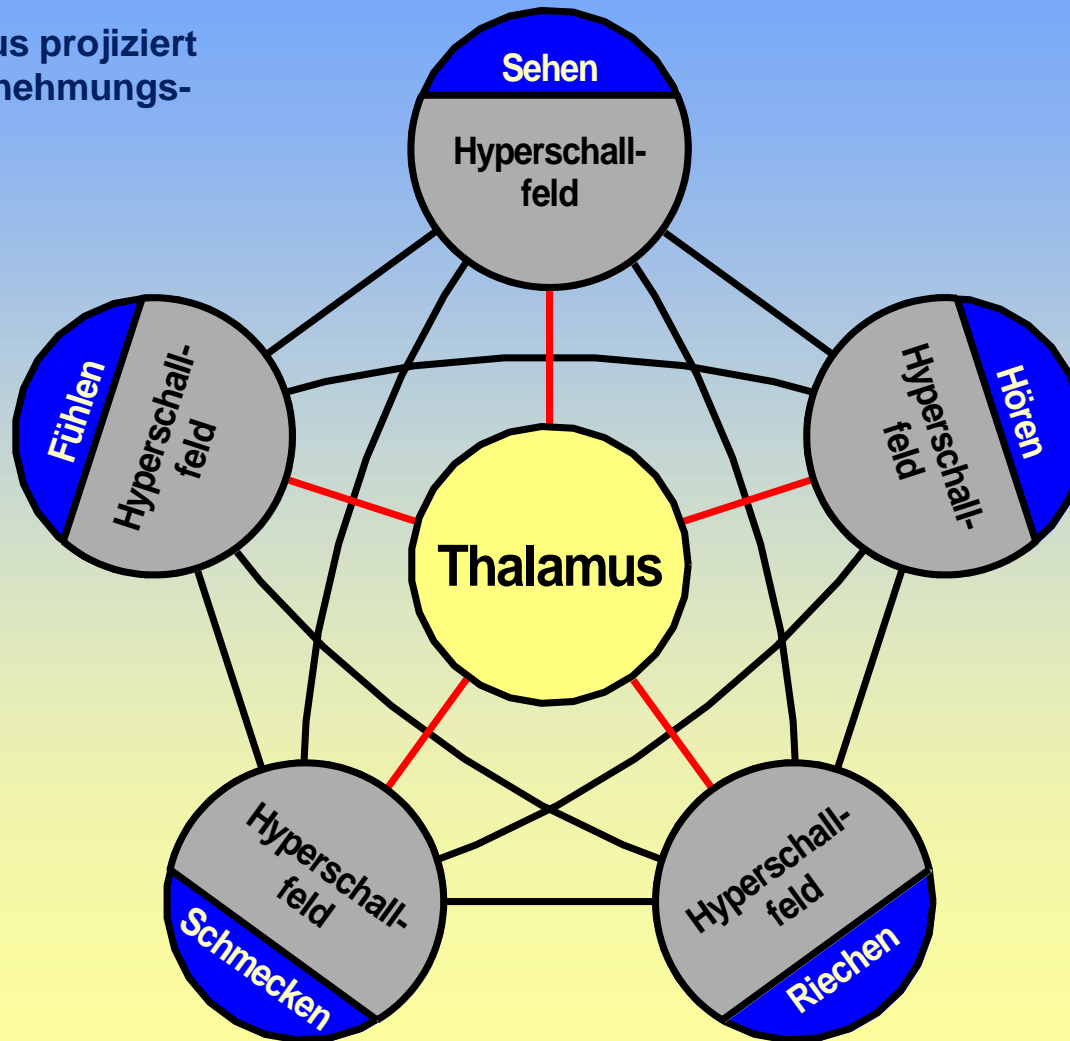 us projiziert
nehmungs-
Sehen
Hyperschall-
feld
Fühlen
Hyperschall-
feld
Hören
Hyperschall-
feld
Thalamus
Schmecken
Hyperschall-
feld
Riechen
Hyperschall-
feld